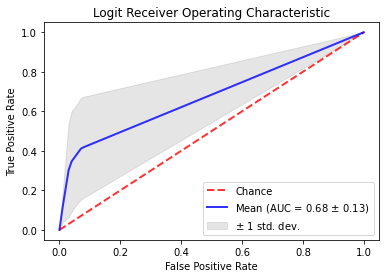 Logit Receiver Operating Characteristic
True Positive Rate
1.0
0.8
0.6
0.4
0.2
0.0
Chance
Mean (AUC = 0.68 ± 0.13)
± 1 std. dev.
0.0 0.2 0.4 0.6 0.8 1.0
False Positive Rate